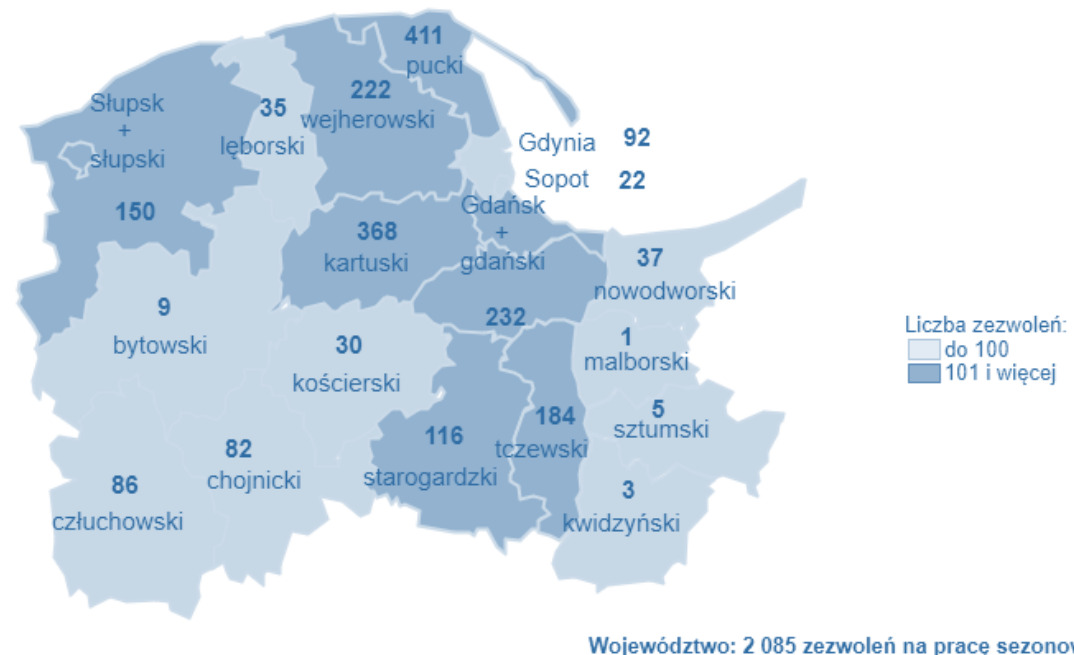 411
pucki
222
wejherowski
35
lęborski
Słupsk
+
słupski
150
Gdynia 92
Sopot 22
Gdańsk
+
gdański
232
368
kartuski
37
nowodworski
9
bytowski
30
kościerski
1
malborski
5
sztumski
184
tczewski
116
starogardzki
82
chojnicki
86
człuchowski
3
kwidzyński
Liczba zezwoleń:
do 100
101 i więcej
Województwo: 2 085 zezwoleń na pracę sezonow